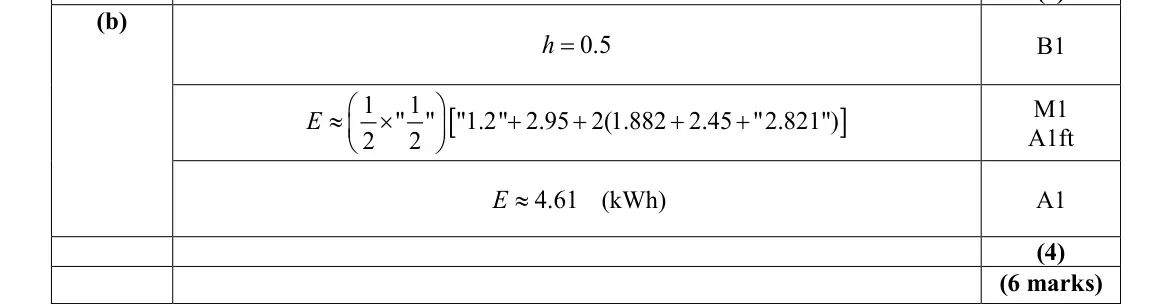 (b)
h = 0.5
B1
E ≈ (1/2 × "1/2") ["1.2" + 2.95 + 2(1.882 + 2.45 + "2.821")]
M1
A1ft
E ≈ 4.61 (kWh)
A1
(4)
(6 marks)